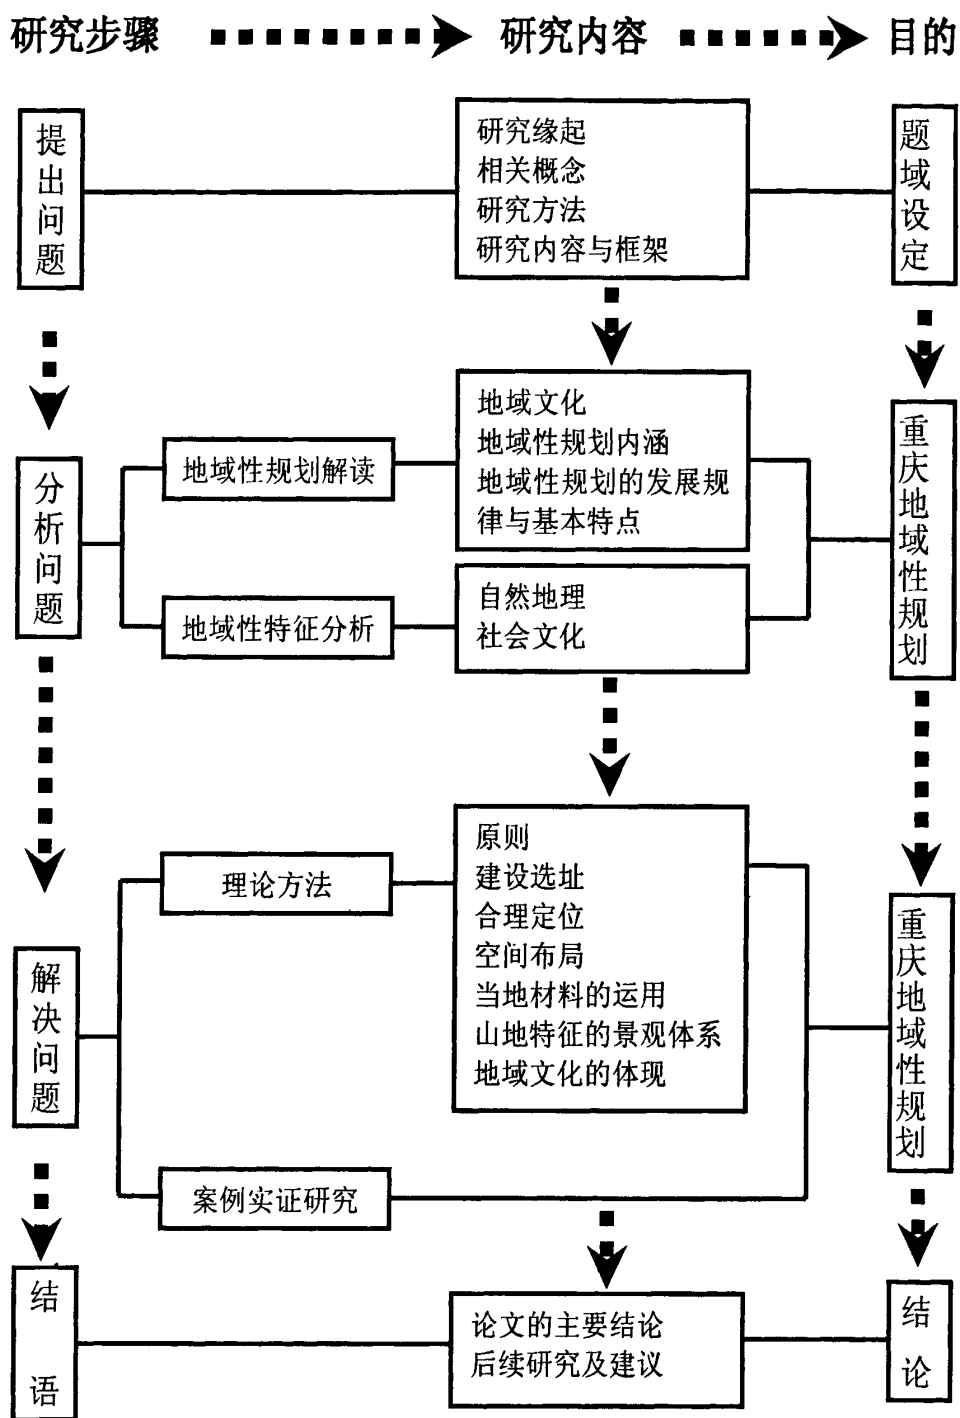 研究步骤 研究内容 目的
提出问题
研究缘起
相关概念
研究方法
研究内容与框架
题域设定
分析问题
地域性规划解读
地域文化
地域性规划内涵
地域性规划的发展规
律与基本特点
地域性特征分析
自然地理
社会文化
重庆地域性规划
解决问题
理论方法
原则
建设选址
合理定位
空间布局
当地材料的运用
山地特征的景观体系
地域文化的体现
案例实证研究
重庆地域性规划
结语
论文的主要结论
后续研究及建议
结论